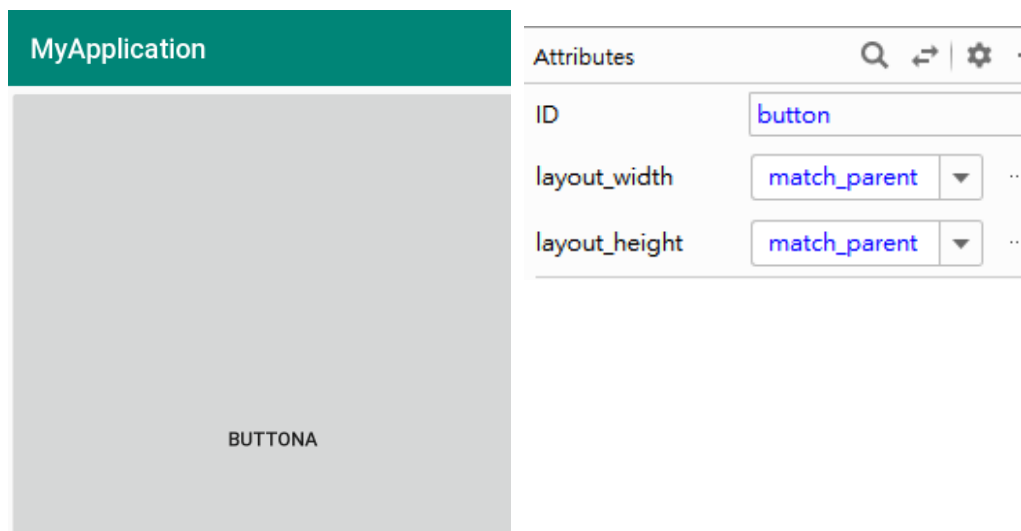 MyApplication
BUTTONA
Attributes
ID button
layout_width match_parent
layout_height match_parent